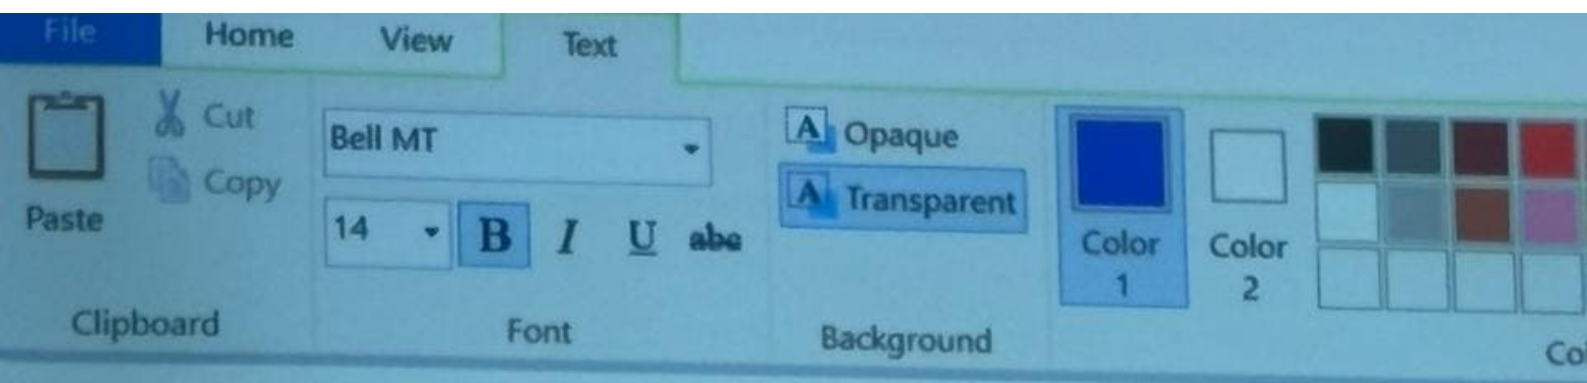 File Home View Text
Cut
Bell MT
Opaque
Copy
Transparent
Paste
14 B I U abc
Color 1
Color 2
Clipboard
Font
Background